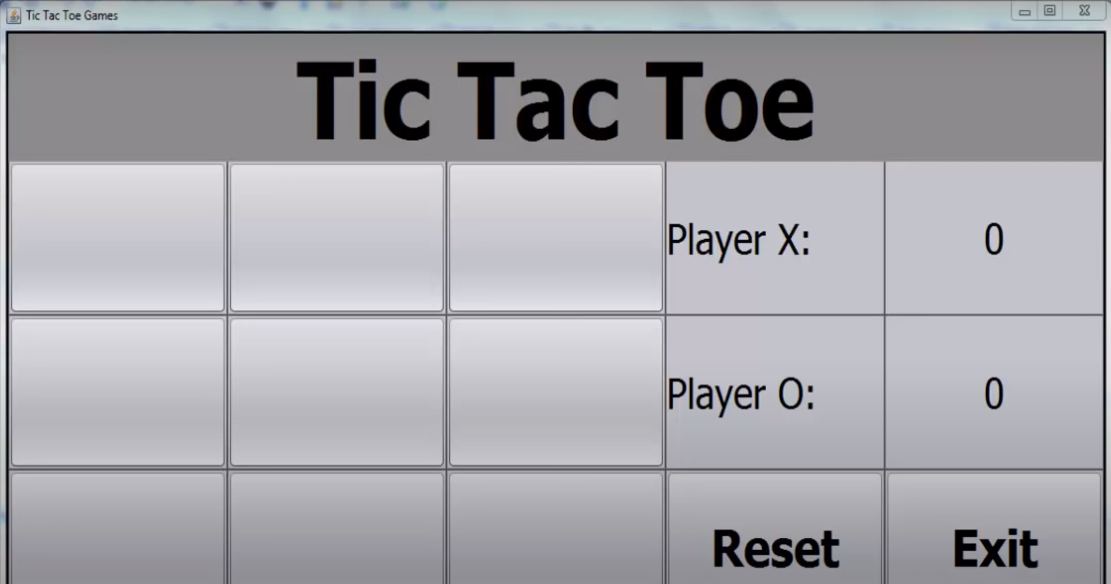 Tic Tac Toe Games
Tic Tac Toe
Player X: 0
Player O: 0
Reset Exit